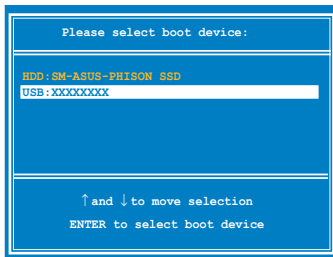 Please select boot device:
HDD:SM-ASUS-PHISON SSD
USB:XXXXXXXX
↑ and ↓ to move selection
ENTER to select boot device